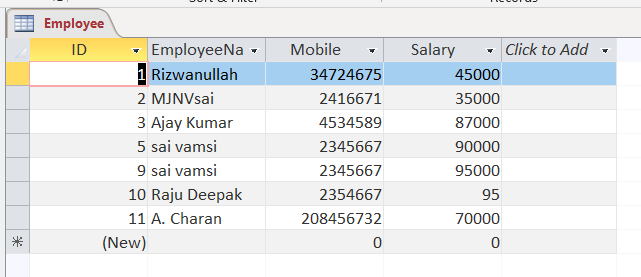 Employee
ID EmployeeNa Mobile Salary Click to Add
1 Rizwanullah 34724675 45000
2 MJNVsai 2416671 35000
3 Ajay Kumar 4534589 87000
5 sai vamsi 2345667 90000
9 sai vamsi 2345667 95000
10 Raju Deepak 2354667 95
11 A. Charan 208456732 70000
(New) 0 0